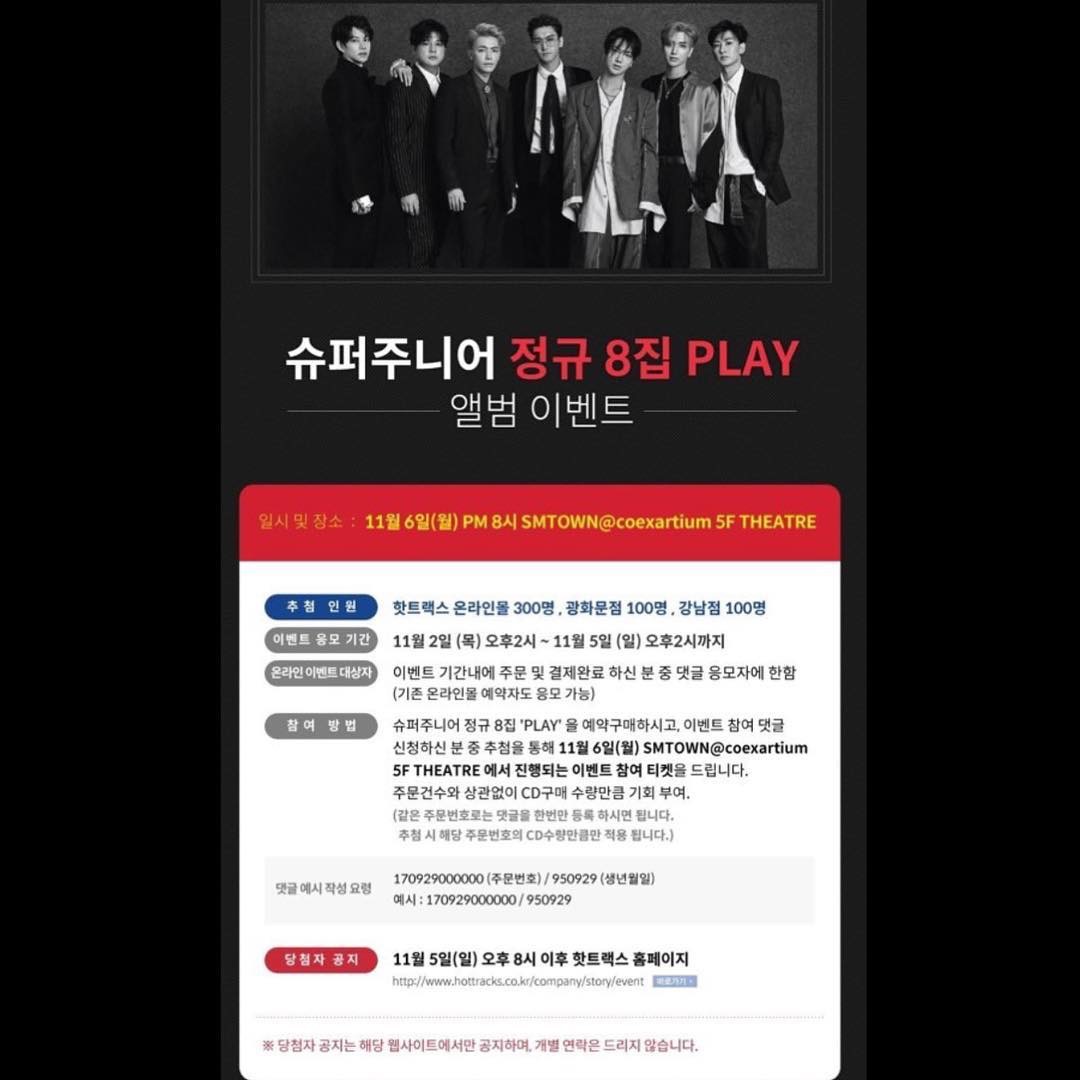 슈퍼주니어 정규 8집 PLAY
앨범 이벤트
일시 및 장소 : 11월 6일(월) PM 8시 SMTOWN@coexartium 5F THEATRE
추첨 인원 핫트랙스 온라인몰 300명 , 광화문점 100명 , 강남점 100명
이벤트 응모 기간 11월 2일 (목) 오후2시 ~ 11월 5일 (일) 오후2시까지
온라인 이벤트 대상자 이벤트 기간내에 주문 및 결제완료 하신 분 중 댓글 응모자에 한함
(기존 온라인몰 예약자도 응모 가능)
참여 방법 슈퍼주니어 정규 8집 'PLAY' 을 예약구매하시고, 이벤트 참여 댓글
신청하신 분 중 추첨을 통해 11월 6일(월) SMTOWN@coexartium
5F THEATRE 에서 진행되는 이벤트 참여 티켓을 드립니다.
주문건수와 상관없이 CD구매 수량만큼 기회 부여.
(같은 주문번호로는 댓글을 한번만 등록 하시면 됩니다.
추첨 시 해당 주문번호의 CD수량만큼만 적용 됩니다.)
댓글 예시 작성 요령 170929000000 (주문번호) / 950929 (생년월일)
예시 : 170929000000 / 950929
당첨자 공지 11월 5일(일) 오후 8시 이후 핫트랙스 홈페이지
http://www.hottracks.co.kr/company/story/event 바로가기
※ 당첨자 공지는 해당 웹사이트에서만 공지하며, 개별 연락은 드리지 않습니다.